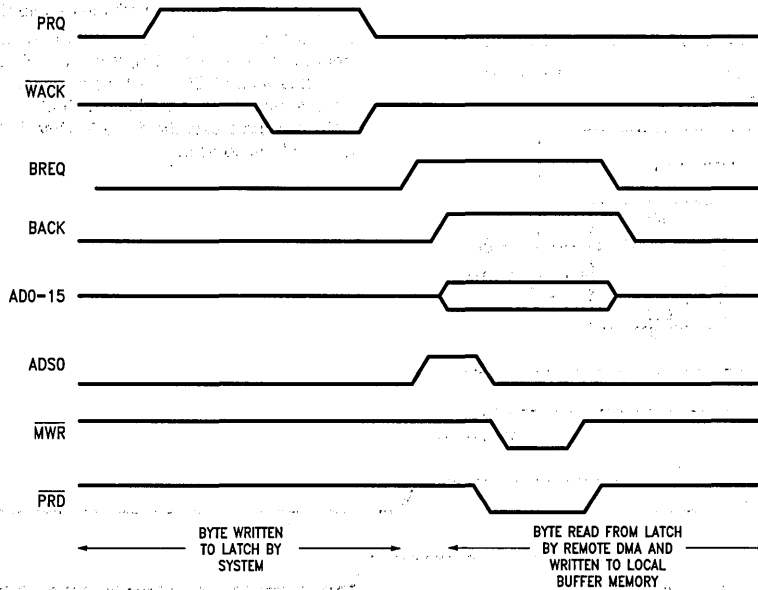 PRQ
WACK
BREQ
BACK
AD0-15
ADS0
MWR
PRD
BYTE WRITTEN
TO LATCH BY
SYSTEM
BYTE READ FROM LATCH
BY REMOTE DMA AND
WRITTEN TO LOCAL
BUFFER MEMORY